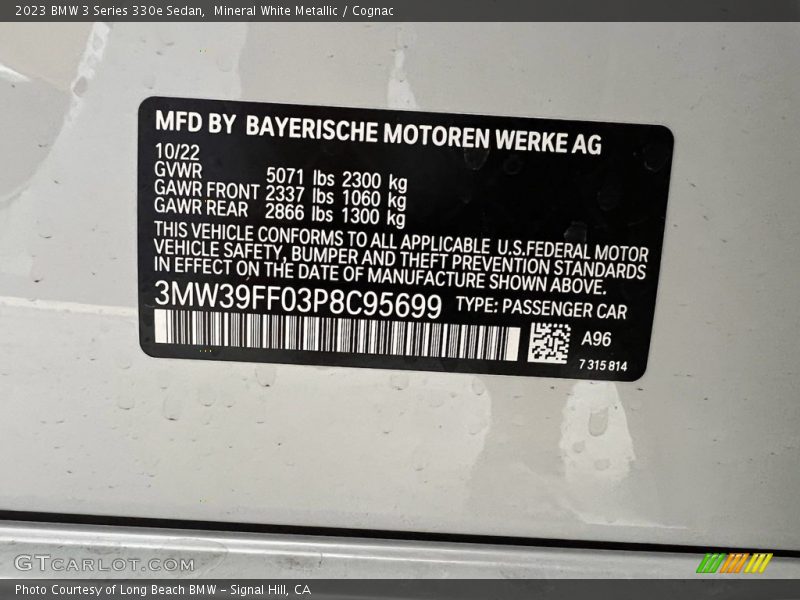 2023 BMW 3 Series 330e Sedan,  Mineral White Metallic / Cognac
MFD BY BAYERISCHE MOTOREN WERKE AG
10/22
GVWR 5071 lbs 2300 kg
GAWR FRONT 2337 lbs 1060 kg
GAWR REAR 2866 lbs 1300 kg
THIS VEHICLE CONFORMS TO ALL APPLICABLE U.S.FEDERAL MOTOR
VEHICLE SAFETY, BUMPER AND THEFT PREVENTION STANDARDS
IN EFFECT ON THE DATE OF MANUFACTURE SHOWN ABOVE.
3MW39FF03P8C95699 TYPE: PASSENGER CAR
A96
7 315 814
GTCARLOT.COM
Photo Courtesy of Long Beach BMW – Signal Hill, CA